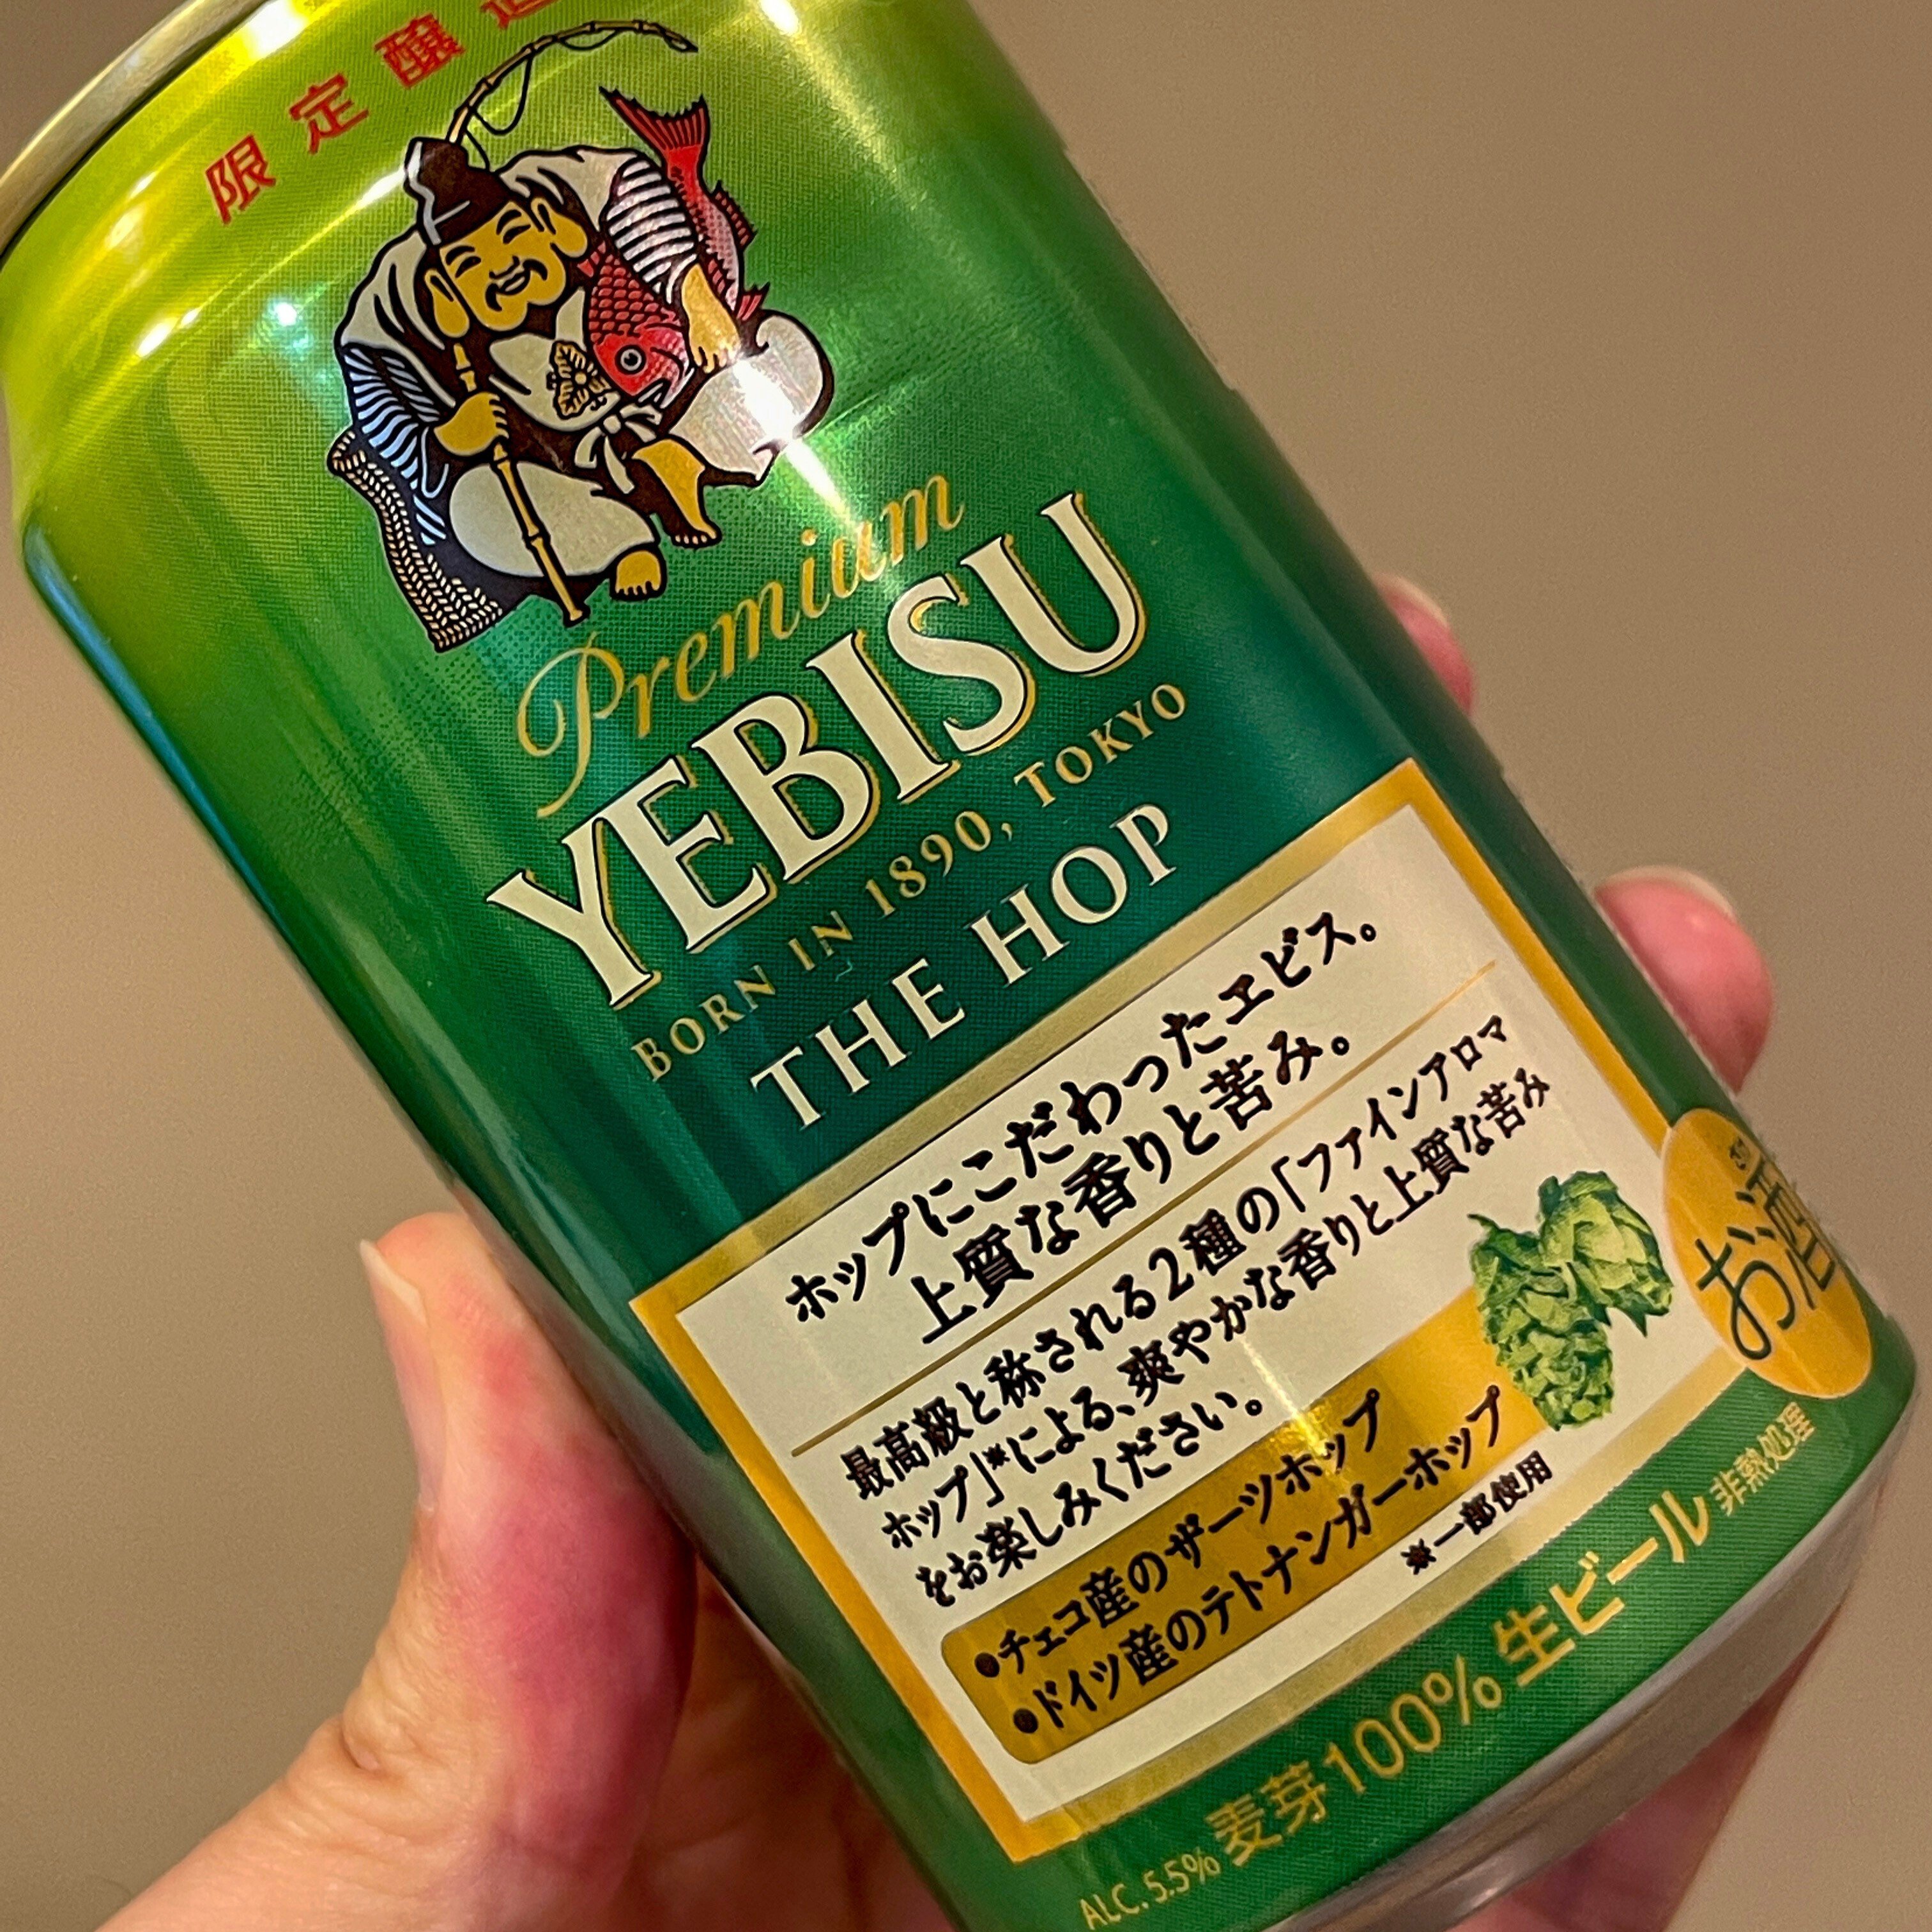 限定醸造
Premium
YEBISU
BORN IN 1890, TOKYO
THE HOP
ホップにこだわったヱビス。
上質な香りと苦み。
最高級と称される2種の「ファインアロマ
ホップ」※による、爽やかな香りと上質な苦み
をお楽しみください。
●チェコ産のザーツホップ
●ドイツ産のテトナンガーホップ
※一部使用
お酒
ALC.5.5% 麦芽100% 生ビール 非熱処理